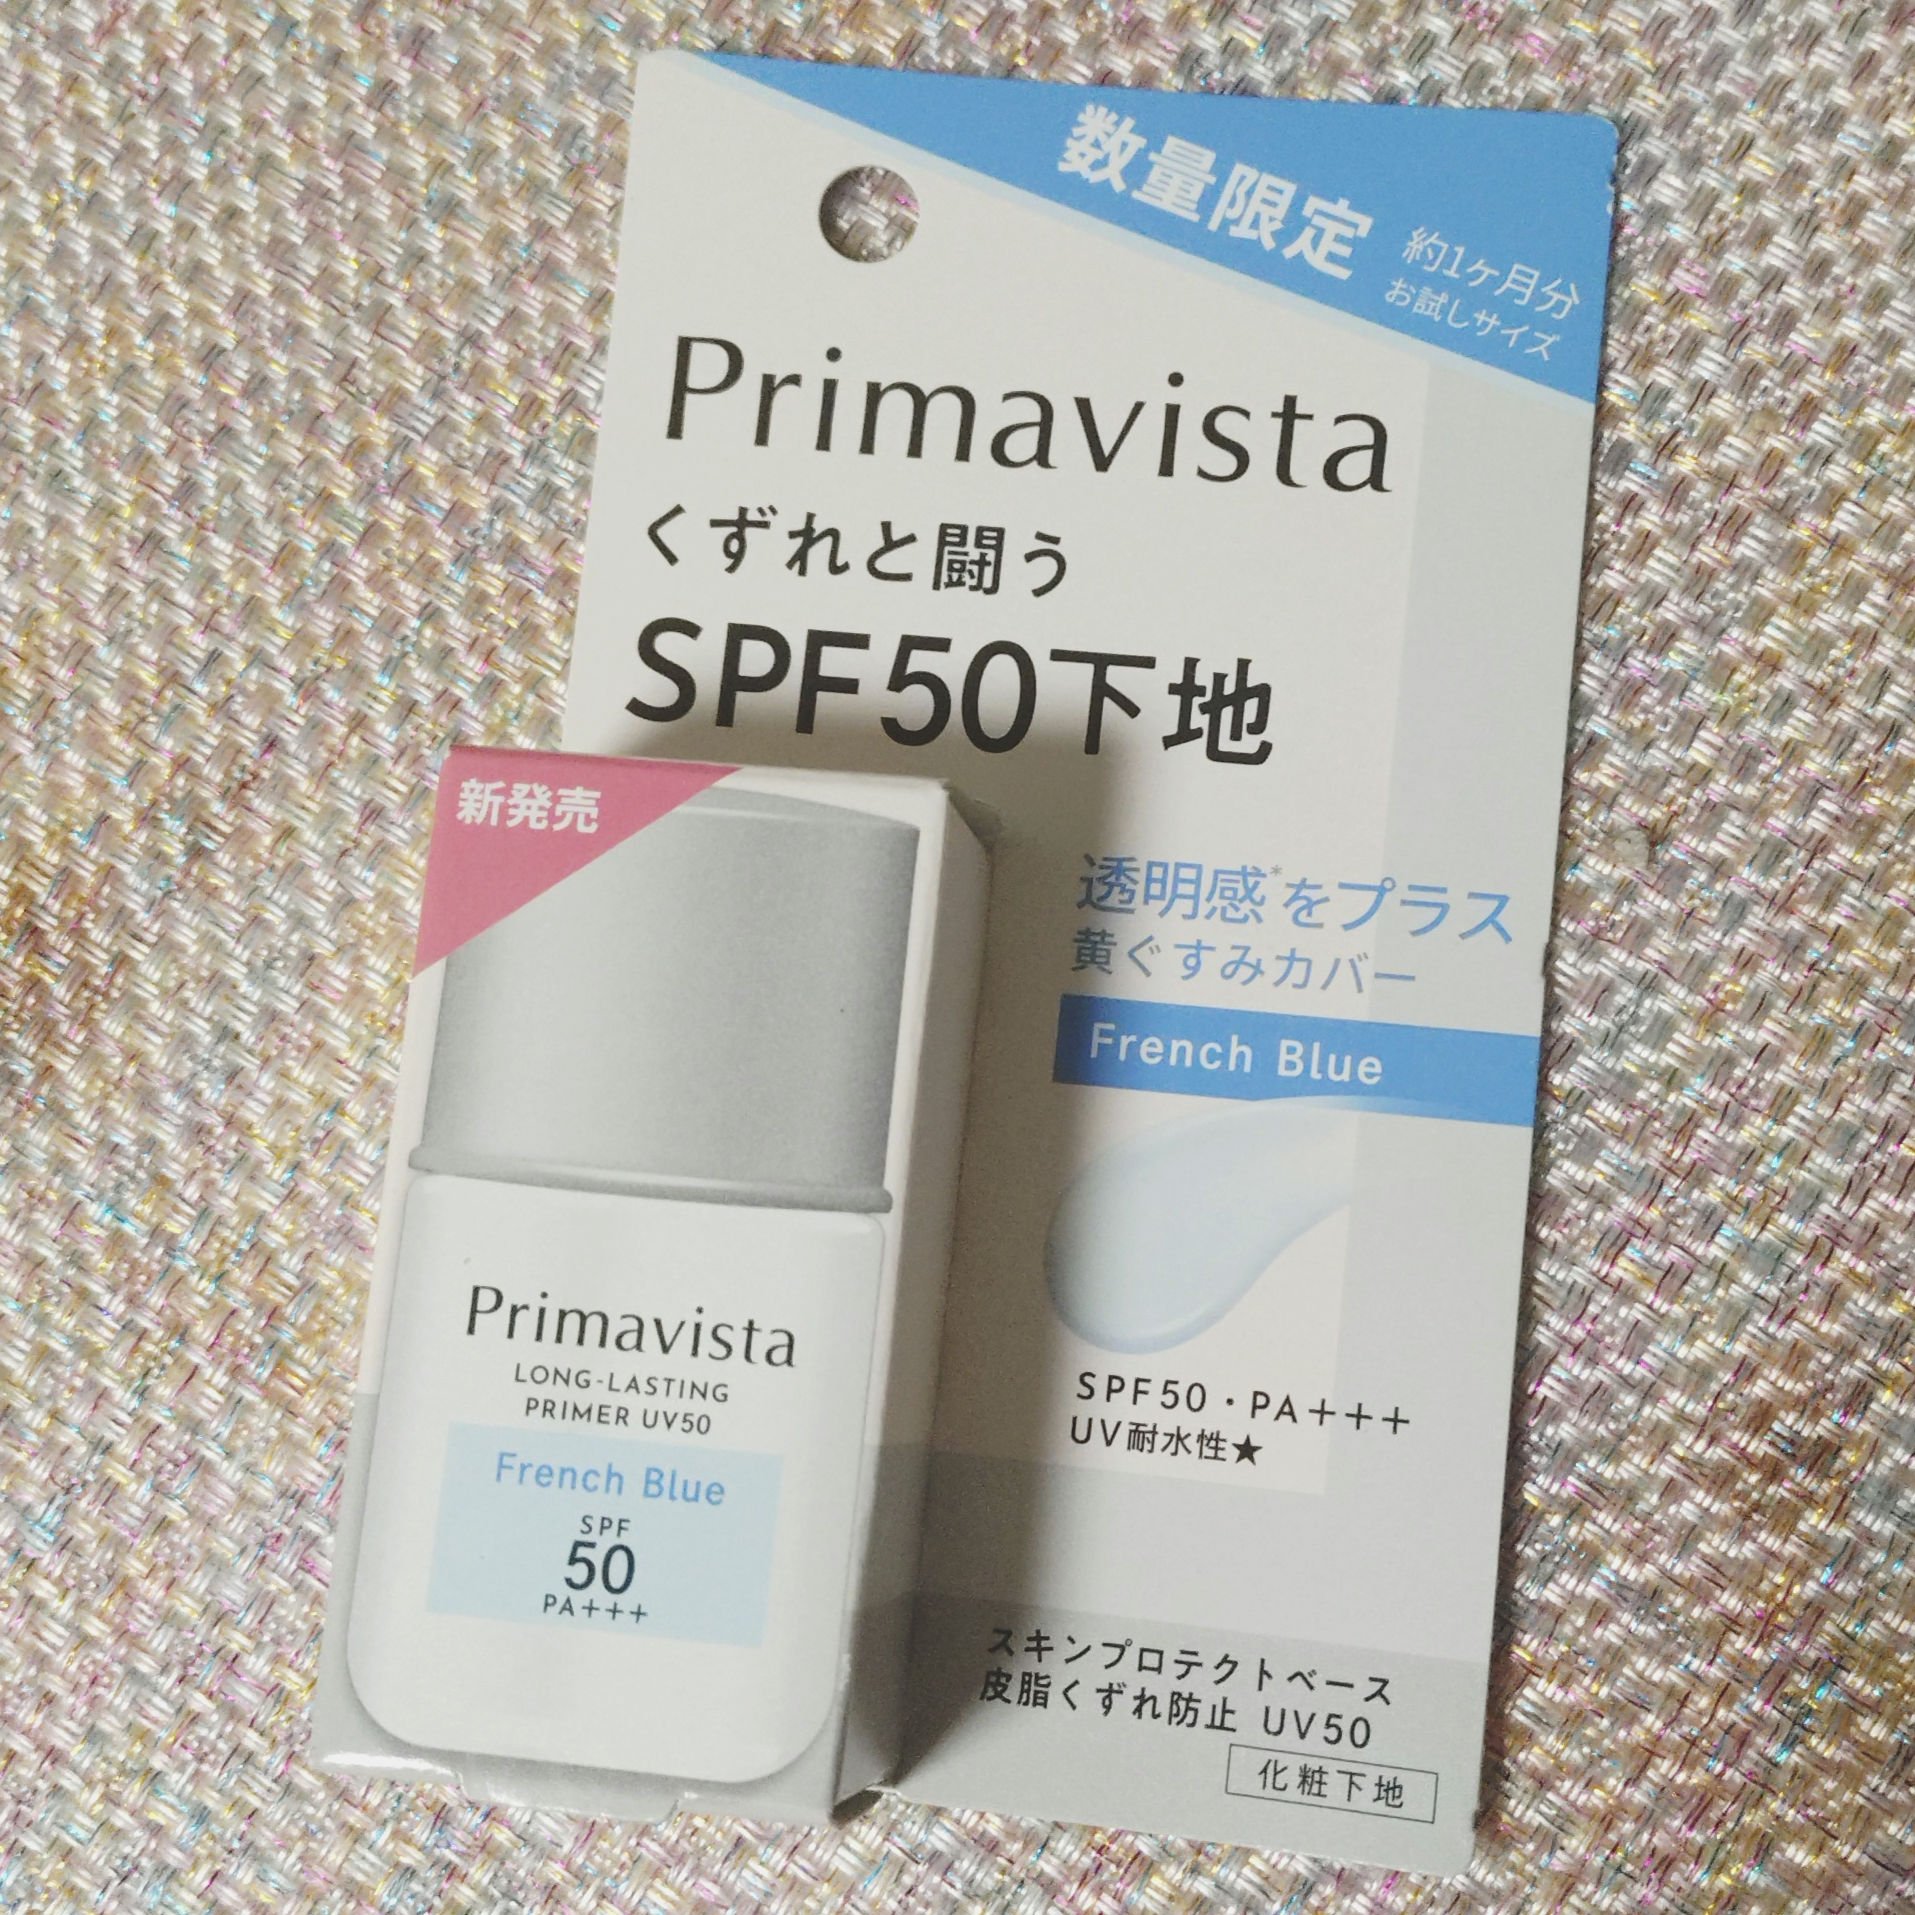 数量限定
約1ヶ月分
お試しサイズ
Primavista
くずれと闘う
SPF50下地
新発売
透明感*をプラス
黄ぐすみカバー
French Blue
SPF50・PA+++
UV耐水性★
Primavista
LONG-LASTING
PRIMER UV50
French Blue
SPF
50
PA+++
スキンプロテクトベース
皮脂くずれ防止 UV50
化粧下地